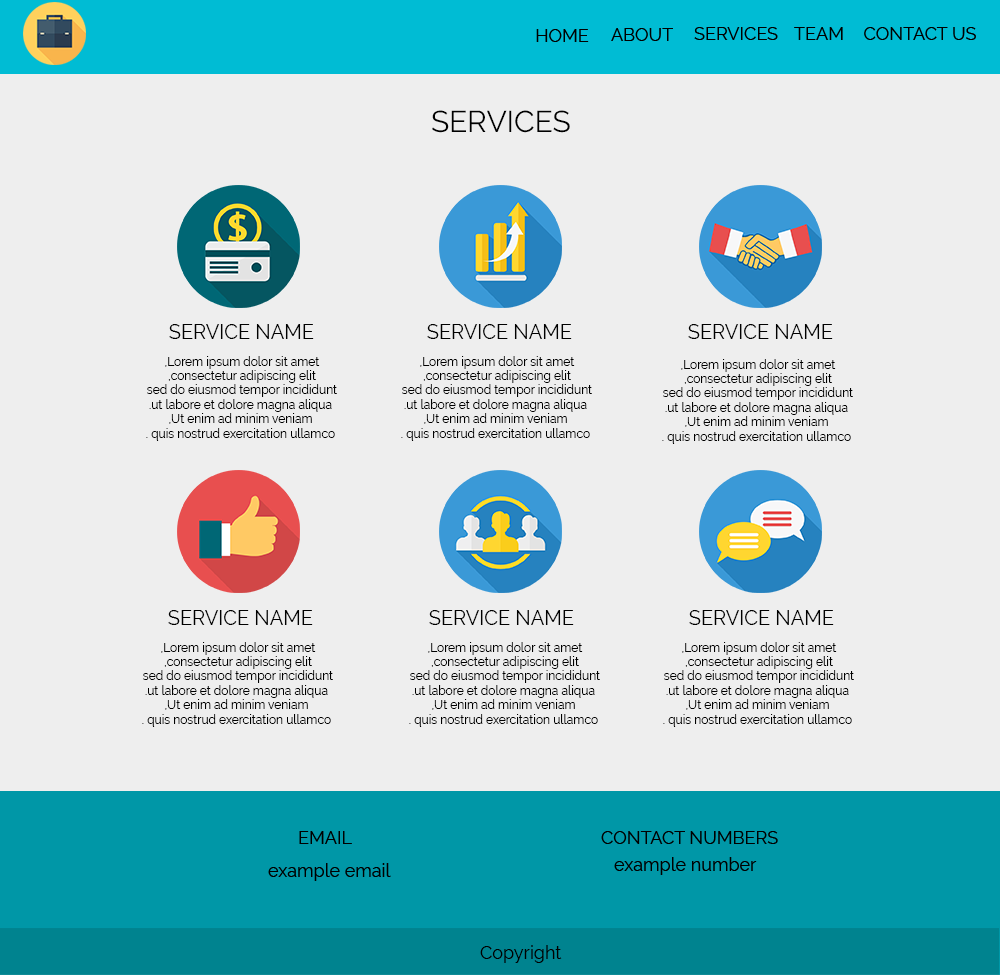 HOME ABOUT SERVICES TEAM CONTACT US
SERVICES
SERVICE NAME
,Lorem ipsum dolor sit amet
,consectetur adipiscing elit
sed do eiusmod tempor incididunt
.ut labore et dolore magna aliqua
,Ut enim ad minim veniam
. quis nostrud exercitation ullamco
SERVICE NAME
,Lorem ipsum dolor sit amet
,consectetur adipiscing elit
sed do eiusmod tempor incididunt
.ut labore et dolore magna aliqua
,Ut enim ad minim veniam
. quis nostrud exercitation ullamco
SERVICE NAME
,Lorem ipsum dolor sit amet
,consectetur adipiscing elit
sed do eiusmod tempor incididunt
.ut labore et dolore magna aliqua
,Ut enim ad minim veniam
. quis nostrud exercitation ullamco
SERVICE NAME
,Lorem ipsum dolor sit amet
,consectetur adipiscing elit
sed do eiusmod tempor incididunt
.ut labore et dolore magna aliqua
,Ut enim ad minim veniam
. quis nostrud exercitation ullamco
SERVICE NAME
,Lorem ipsum dolor sit amet
,consectetur adipiscing elit
sed do eiusmod tempor incididunt
.ut labore et dolore magna aliqua
,Ut enim ad minim veniam
. quis nostrud exercitation ullamco
SERVICE NAME
,Lorem ipsum dolor sit amet
,consectetur adipiscing elit
sed do eiusmod tempor incididunt
.ut labore et dolore magna aliqua
,Ut enim ad minim veniam
. quis nostrud exercitation ullamco
EMAIL
example email
CONTACT NUMBERS
example number
Copyright